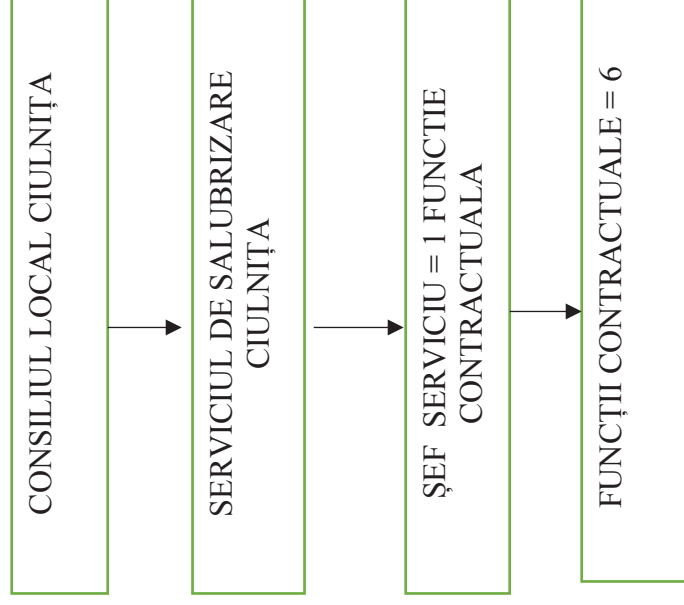 CONSILIUL LOCAL CIULNIȚA
SERVICIUL DE SALUBRIZARE
CIULNIȚA
ȘEF SERVICIU = 1 FUNCTIE
CONTRACTUALA
FUNCȚII CONTRACTUALE = 6